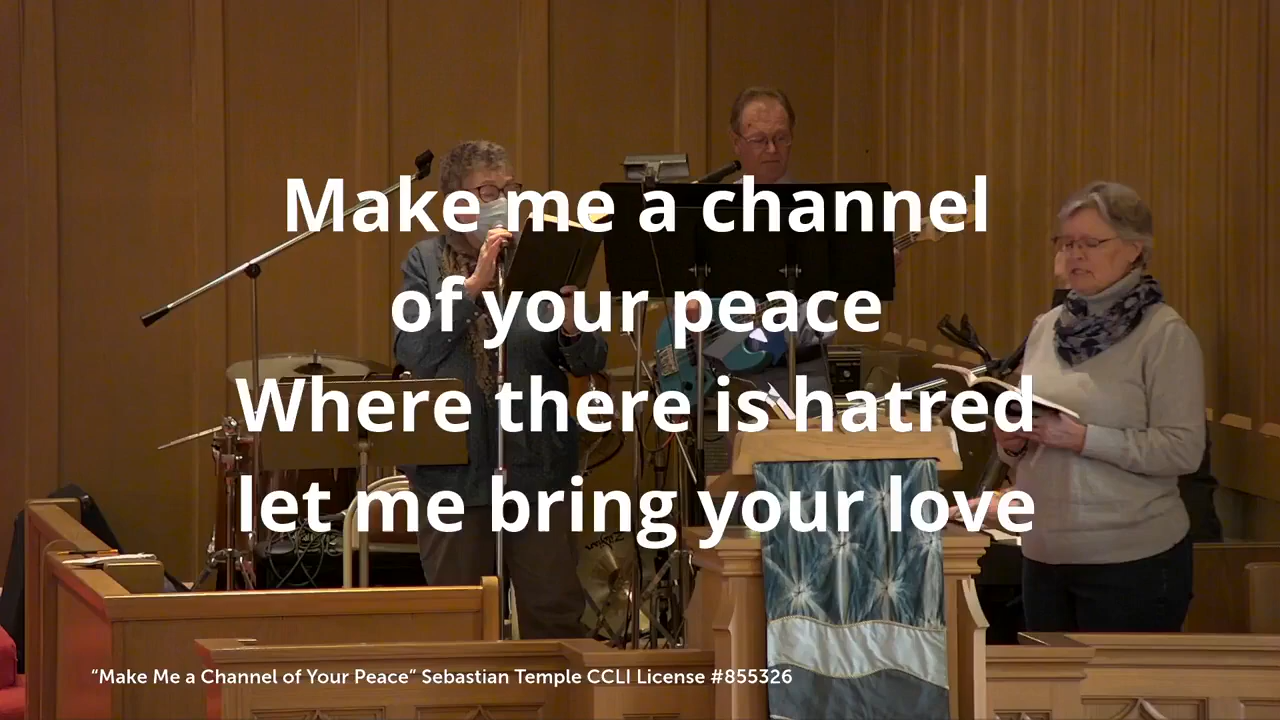 Make me a channel
of your peace
Where there is hatred
let me bring your love
“Make Me a Channel of Your Peace” Sebastian Temple CCLI License #855326